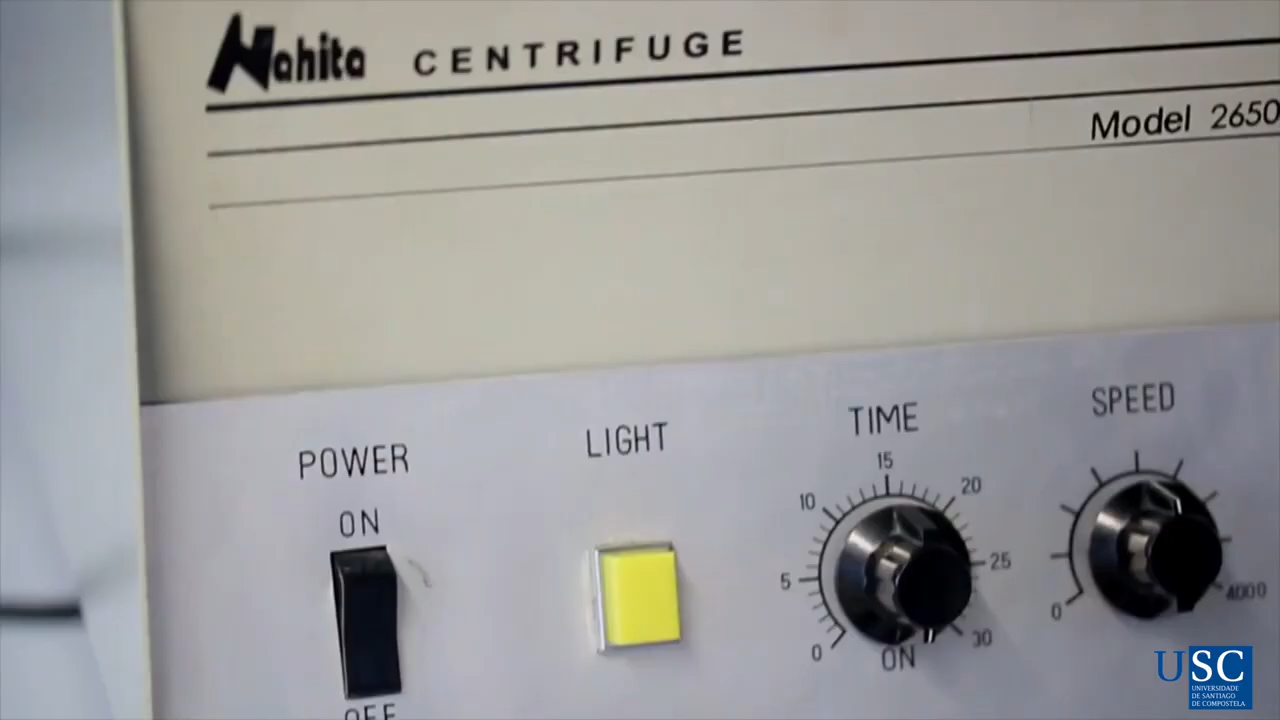 Nahita CENTRIFUGE
Model 2650
POWER
LIGHT
TIME
SPEED
ON
OFF
0
5
10
15
20
25
30
ON
0
4000
USC
UNIVERSIDADE
DE SANTIAGO
DE COMPOSTELA